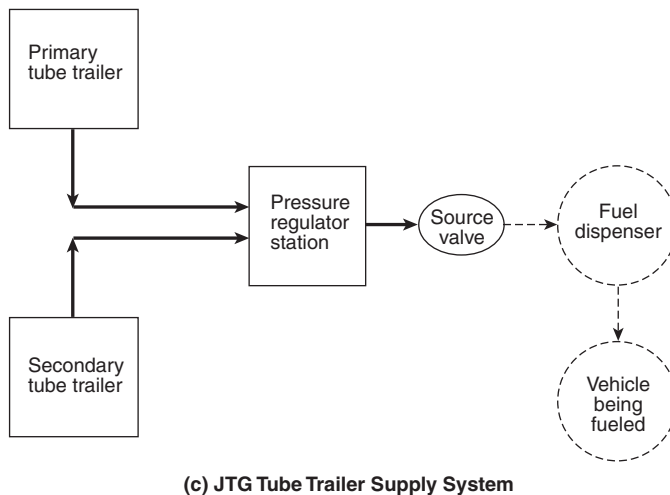 Primary
tube trailer
Pressure
regulator
station
Source
valve
Fuel
dispenser
Secondary
tube trailer
Vehicle
being
fueled
(c) JTG Tube Trailer Supply System